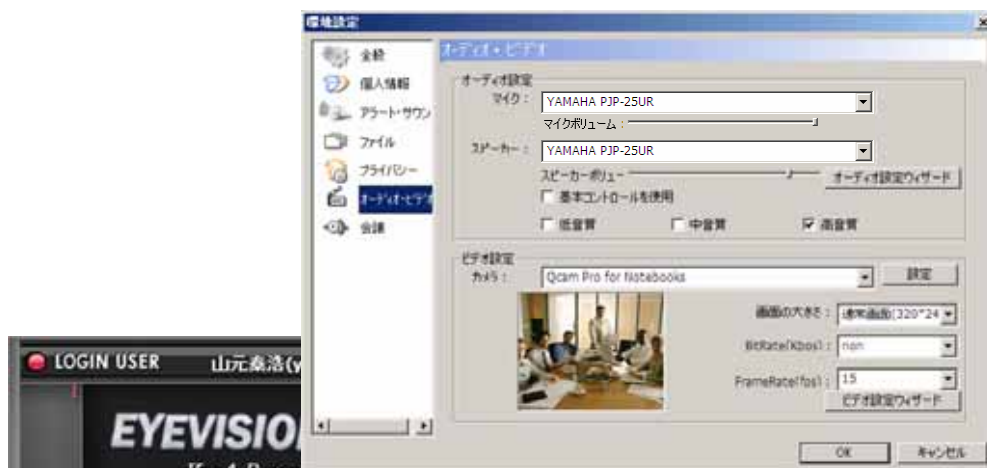 環境設定
全般
個人情報
アラート・サウン
ファイル
プライバシー
オーディオ・ビデオ
会議
オーディオ・ビデオ
オーディオ設定
マイク：
YAMAHA PJP-25UR
マイクボリューム：
スピーカー：
YAMAHA PJP-25UR
スピーカーボリュー
オーディオ設定ウィザード
基本コントロールを使用
低音質
中音質
高音質
ビデオ設定
カメラ：
Qcam Pro for Notebooks
設定
画面の大きさ：
通常画面(320*24
BitRate(Kbps)：
non
FrameRate(fps)：
15
ビデオ設定ウィザード
OK
キャンセル
LOGIN USER
山元泰浩(y
EYEVISIO